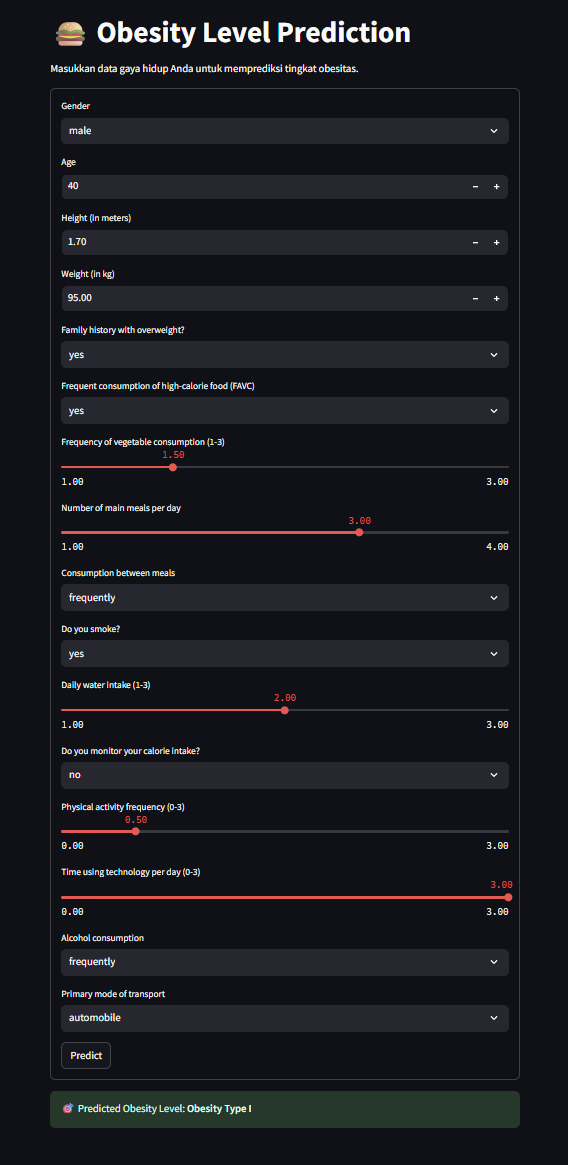 Obesity Level Prediction
Masukkan data gaya hidup Anda untuk memprediksi tingkat obesitas.
Gender
male
Age
40
Height (in meters)
1.70
Weight (in kg)
95.00
Family history with overweight?
yes
Frequent consumption of high-calorie food (FAVC)
yes
Frequency of vegetable consumption (1-3)
1.50
1.00 3.00
Number of main meals per day
3.00
1.00 4.00
Consumption between meals
frequently
Do you smoke?
yes
Daily water intake (1-3)
2.00
1.00 3.00
Do you monitor your calorie intake?
no
Physical activity frequency (0-3)
0.50
0.00 3.00
Time using technology per day (0-3)
3.00
0.00 3.00
Alcohol consumption
frequently
Primary mode of transport
automobile
Predict
Predicted Obesity Level: Obesity Type I